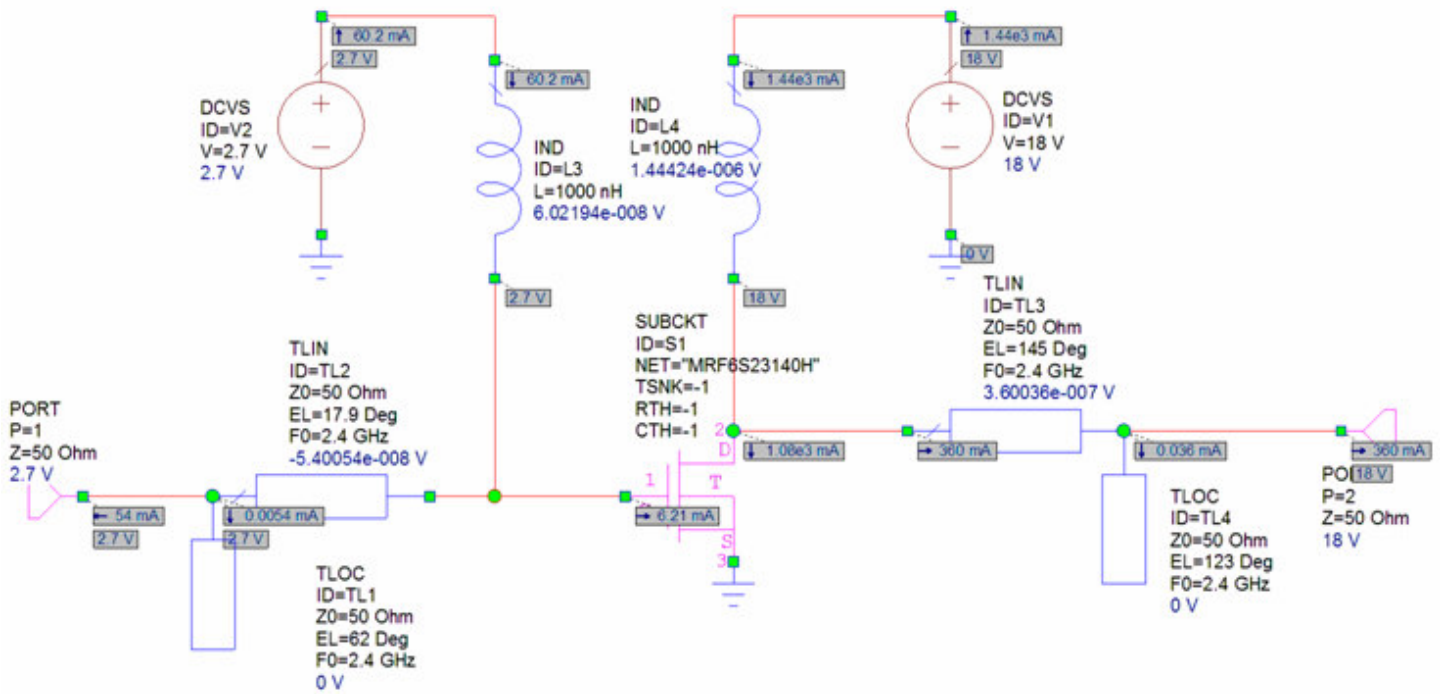 60.2 mA
2.7 V
DCVS
ID=V2
V=2.7 V
2.7 V
60.2 mA
IND
ID=L3
L=1000 nH
6.02194e-008 V
2.7 V
IND
ID=L4
L=1000 nH
1.44424e-006 V
1.44e3 mA
18 V
1.44e3 mA
18 V
DCVS
ID=V1
V=18 V
18 V
0 V
SUBCKT
ID=S1
NET="MRF6S23140H"
TSNK=-1
RTH=-1
CTH=-1
1
2
D
T
S
3
6.21 mA
1.08e3 mA
TLIN
ID=TL3
Z0=50 Ohm
EL=145 Deg
F0=2.4 GHz
3.60036e-007 V
360 mA
0.036 mA
360 mA
18 V
PO
P=2
Z=50 Ohm
18 V
TLOC
ID=TL4
Z0=50 Ohm
EL=123 Deg
F0=2.4 GHz
0 V
TLIN
ID=TL2
Z0=50 Ohm
EL=17.9 Deg
F0=2.4 GHz
-5.40054e-008 V
PORT
P=1
Z=50 Ohm
2.7 V
54 mA
2.7 V
0.0054 mA
2.7 V
TLOC
ID=TL1
Z0=50 Ohm
EL=62 Deg
F0=2.4 GHz
0 V